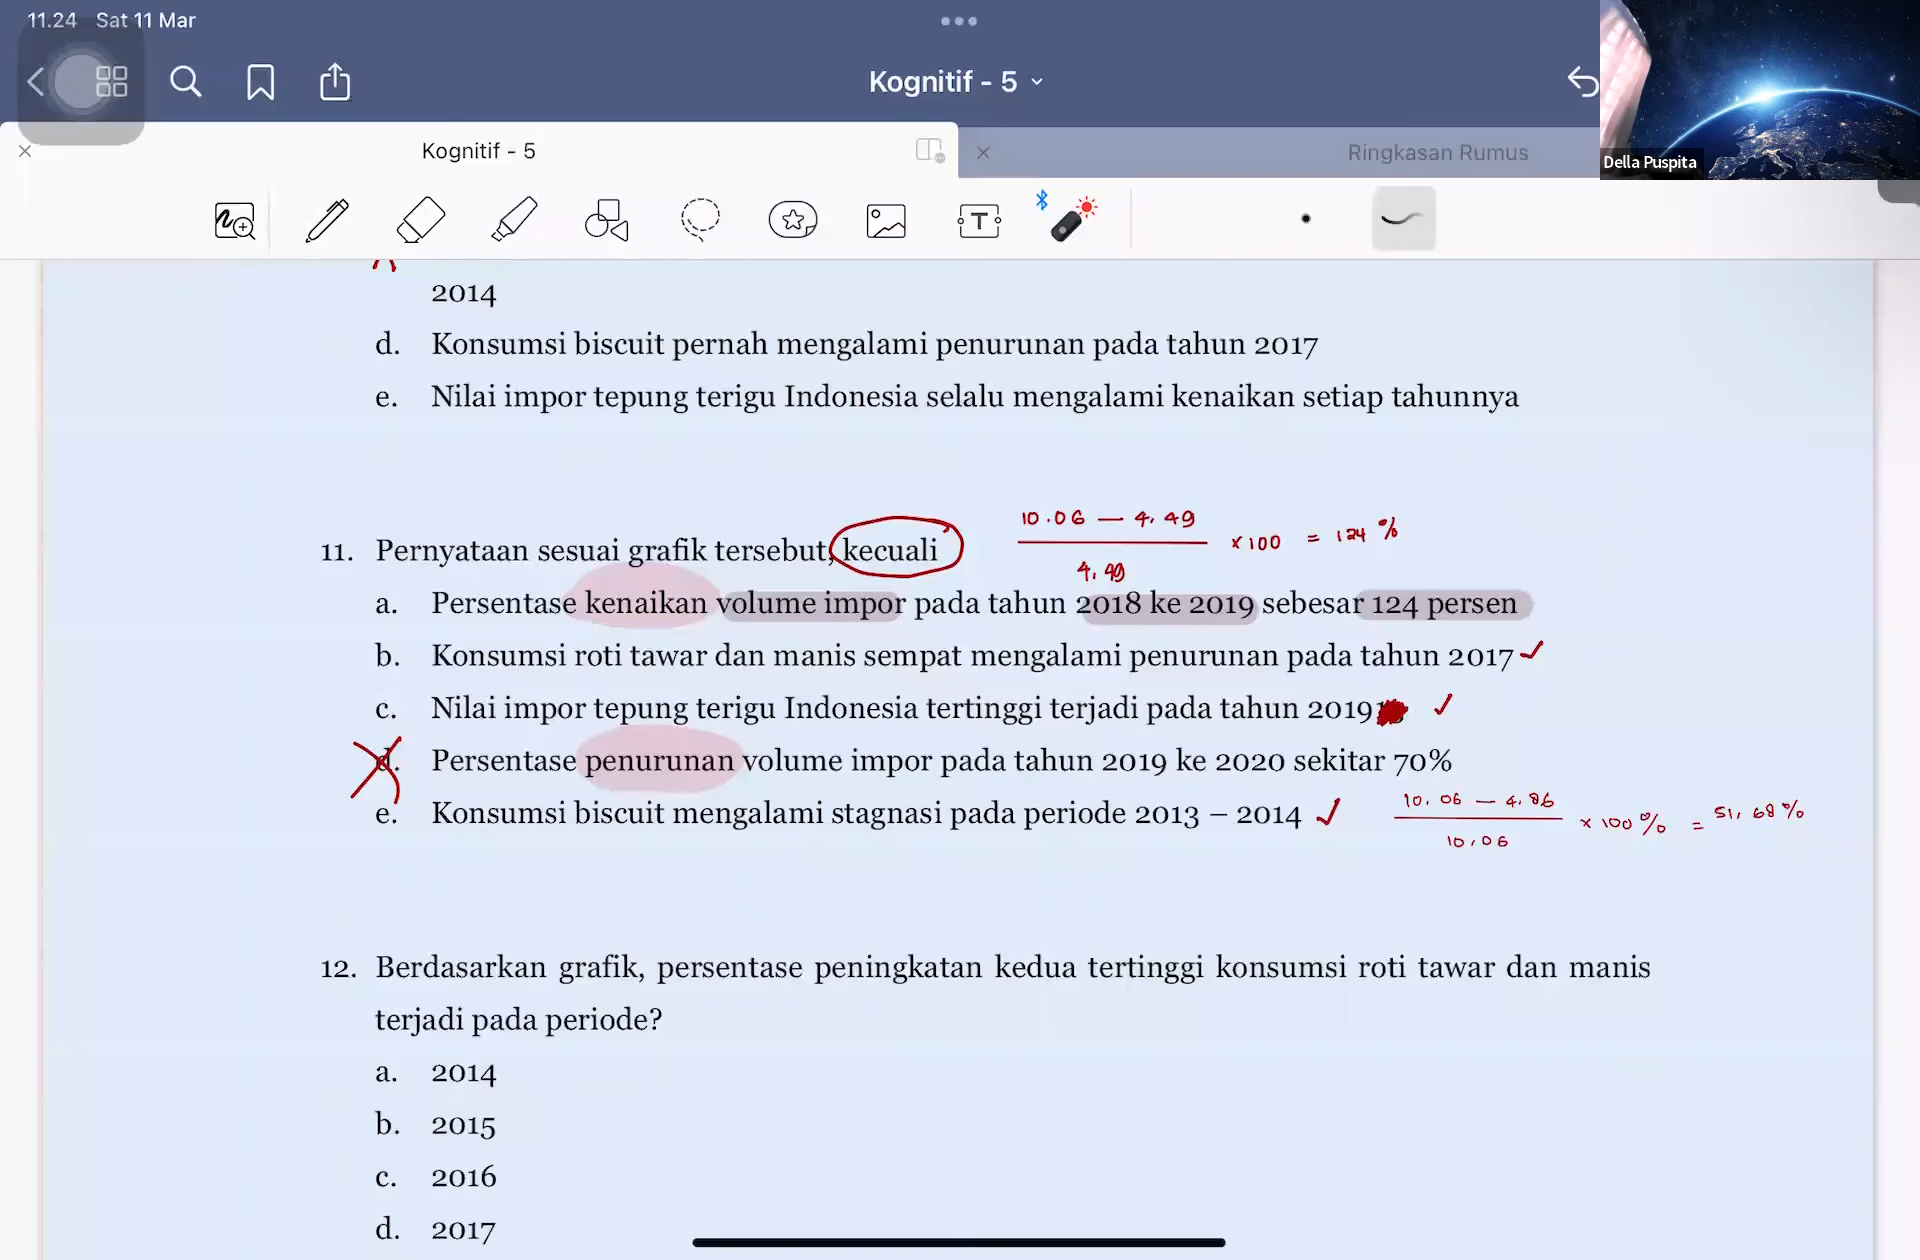 11.24 Sat 11 Mar
Kognitif - 5
Della Puspita
Kognitif - 5
Ringkasan Rumus
T
2014
d. Konsumsi biscuit pernah mengalami penurunan pada tahun 2017
e. Nilai impor tepung terigu Indonesia selalu mengalami kenaikan setiap tahunnya
10.06 — 4,49
11. Pernyataan sesuai grafik tersebut, kecuali
x100 = 124 %
4,49
a. Persentase kenaikan volume impor pada tahun 2018 ke 2019 sebesar 124 persen
b. Konsumsi roti tawar dan manis sempat mengalami penurunan pada tahun 2017 ✓
c. Nilai impor tepung terigu Indonesia tertinggi terjadi pada tahun 2019 ✓
d. Persentase penurunan volume impor pada tahun 2019 ke 2020 sekitar 70%
e. Konsumsi biscuit mengalami stagnasi pada periode 2013 – 2014 ✓
10,06 — 4,86
x 100% = 51,68%
10,06
12. Berdasarkan grafik, persentase peningkatan kedua tertinggi konsumsi roti tawar dan manis
terjadi pada periode?
a. 2014
b. 2015
c. 2016
d. 2017